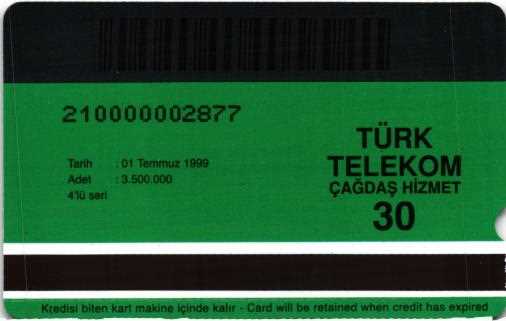 210000002877
Tarih : 01 Temmuz 1999
Adet : 3.500.000
4'lü seri
TÜRK
TELEKOM
ÇAĞDAŞ HİZMET
30
Kredisi biten kart makine içinde kalır - Card will be retained when credit has expired